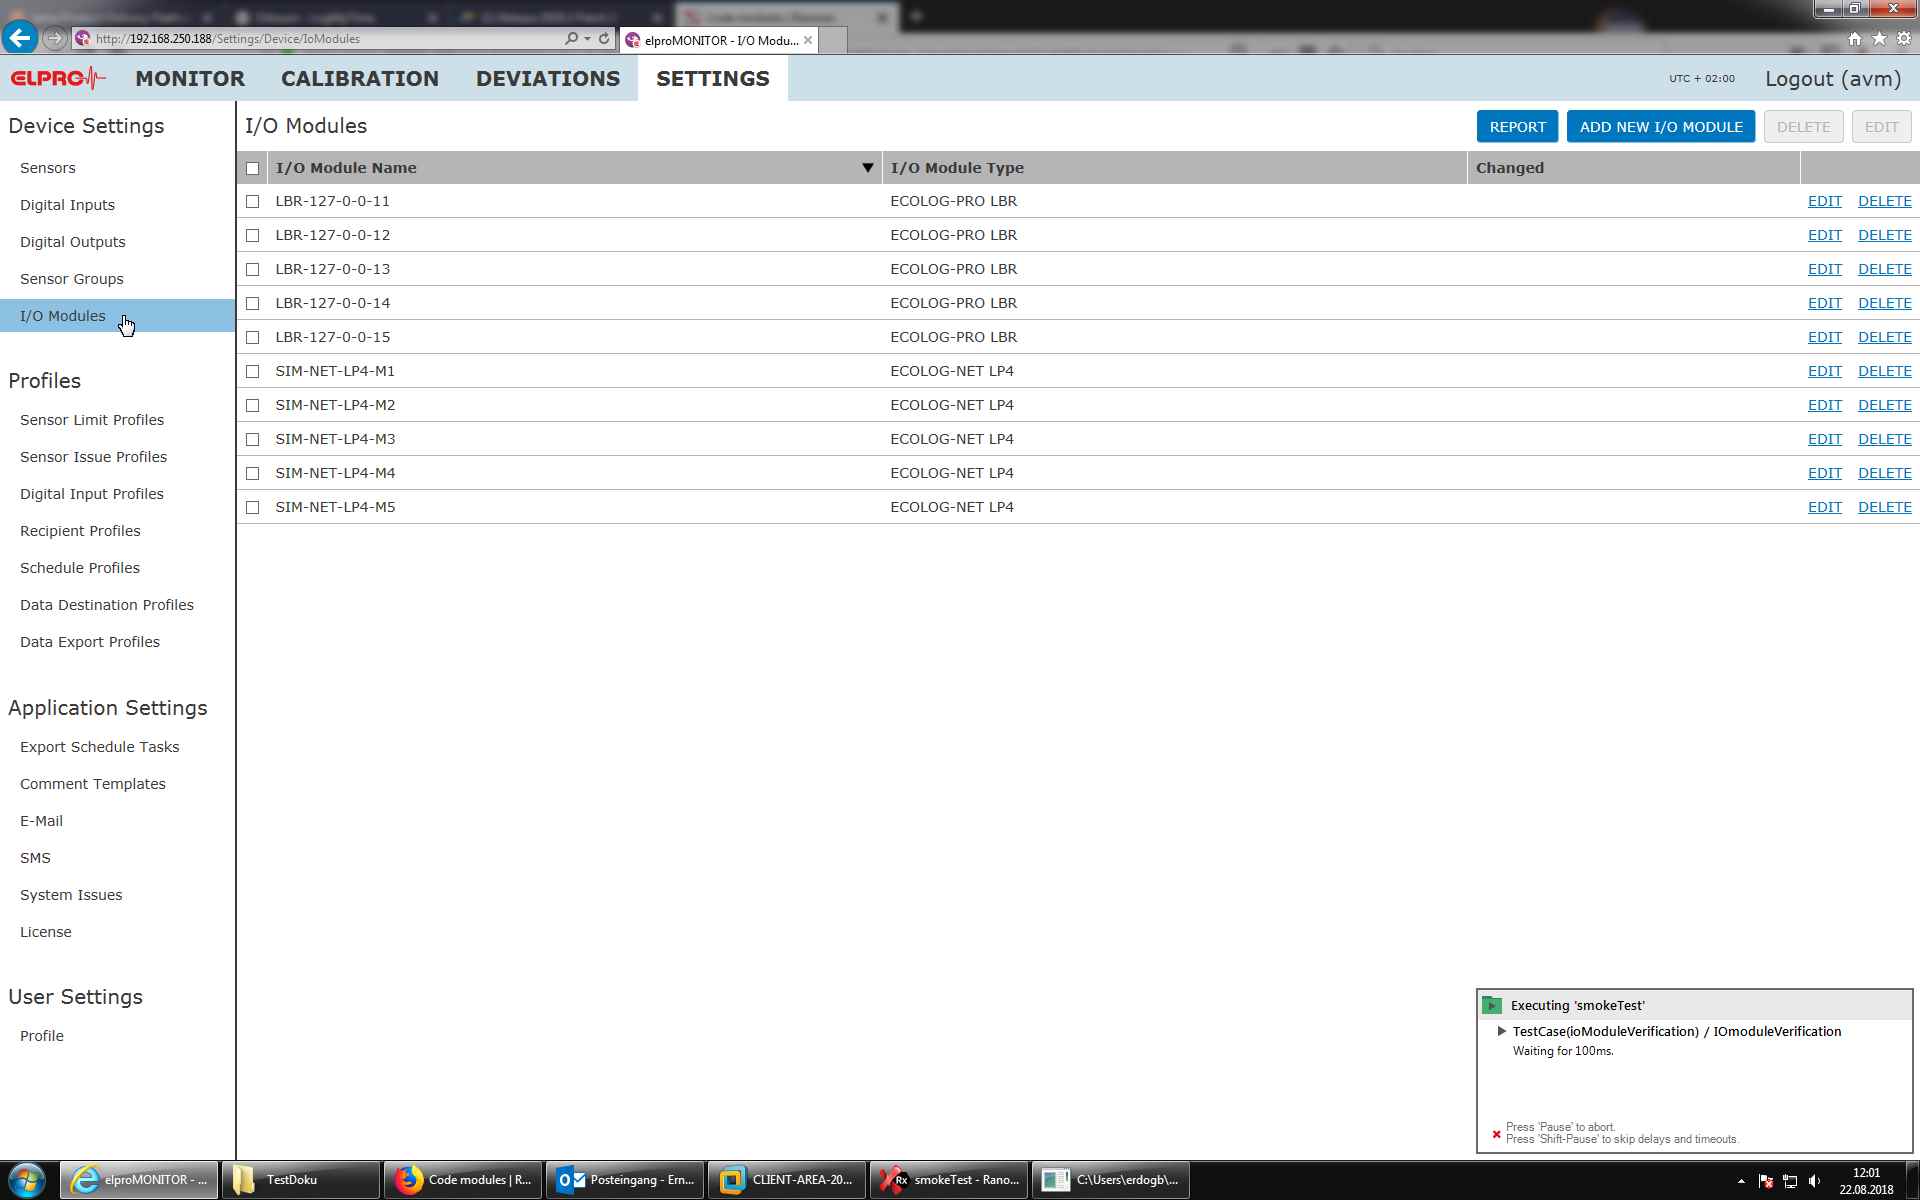 http://192.168.250.188/Settings/Device/IoModules
elproMONITOR - I/O Modu...
ELPRO MONITOR CALIBRATION DEVIATIONS SETTINGS UTC + 02:00 Logout (avm)
Device Settings
Sensors
Digital Inputs
Digital Outputs
Sensor Groups
I/O Modules
Profiles
Sensor Limit Profiles
Sensor Issue Profiles
Digital Input Profiles
Recipient Profiles
Schedule Profiles
Data Destination Profiles
Data Export Profiles
Application Settings
Export Schedule Tasks
Comment Templates
E-Mail
SMS
System Issues
License
User Settings
Profile
I/O Modules REPORT ADD NEW I/O MODULE DELETE EDIT
I/O Module Name I/O Module Type Changed
LBR-127-0-0-11 ECOLOG-PRO LBR EDIT DELETE
LBR-127-0-0-12 ECOLOG-PRO LBR EDIT DELETE
LBR-127-0-0-13 ECOLOG-PRO LBR EDIT DELETE
LBR-127-0-0-14 ECOLOG-PRO LBR EDIT DELETE
LBR-127-0-0-15 ECOLOG-PRO LBR EDIT DELETE
SIM-NET-LP4-M1 ECOLOG-NET LP4 EDIT DELETE
SIM-NET-LP4-M2 ECOLOG-NET LP4 EDIT DELETE
SIM-NET-LP4-M3 ECOLOG-NET LP4 EDIT DELETE
SIM-NET-LP4-M4 ECOLOG-NET LP4 EDIT DELETE
SIM-NET-LP4-M5 ECOLOG-NET LP4 EDIT DELETE
Executing 'smokeTest'
TestCase(ioModuleVerification) / IOmoduleVerification
Waiting for 100ms.
Press 'Pause' to abort.
Press 'Shift-Pause' to skip delays and timeouts.
elproMONITOR - ... TestDoku Code modules | R... Posteingang - Ern... CLIENT-AREA-20... Rx smokeTest - Rano... C:\Users\erdogb\... 12:01
22.08.2018